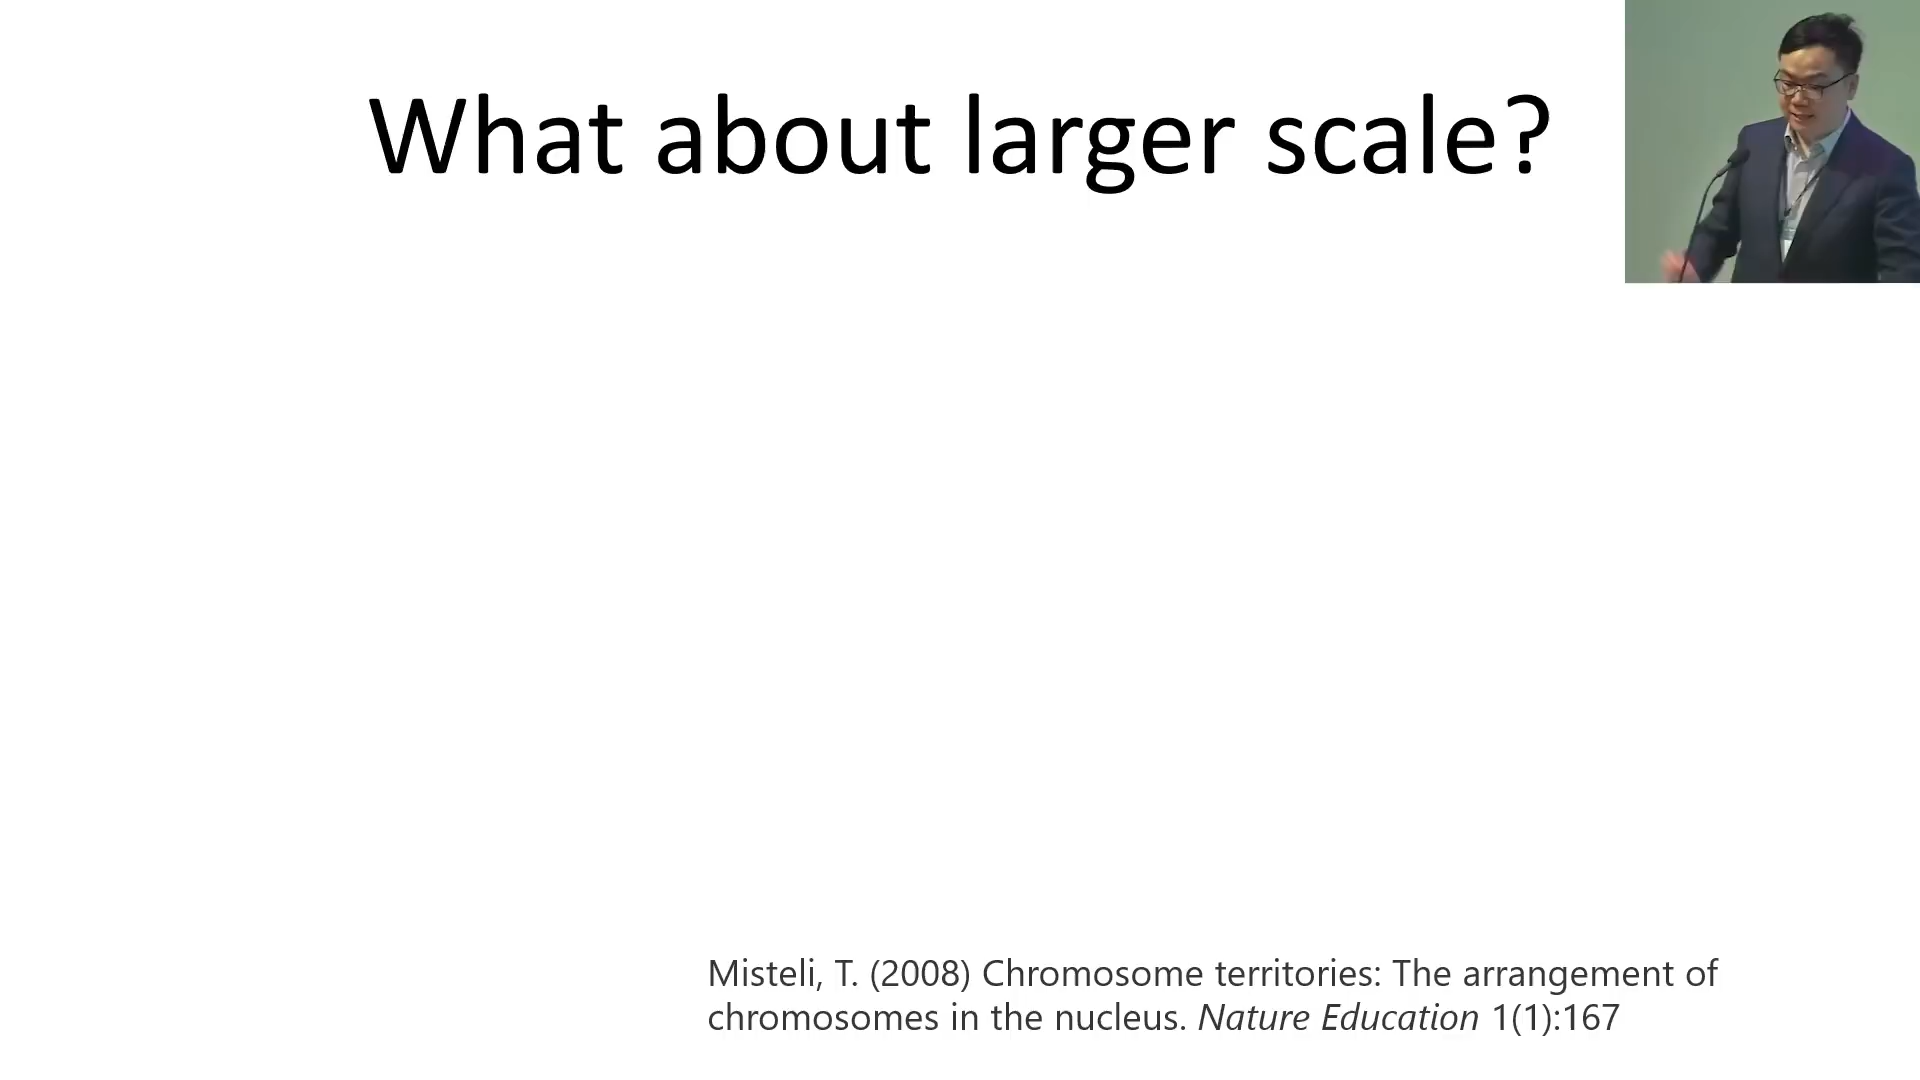 What about larger scale?
Misteli, T. (2008) Chromosome territories: The arrangement of
chromosomes in the nucleus. Nature Education 1(1):167